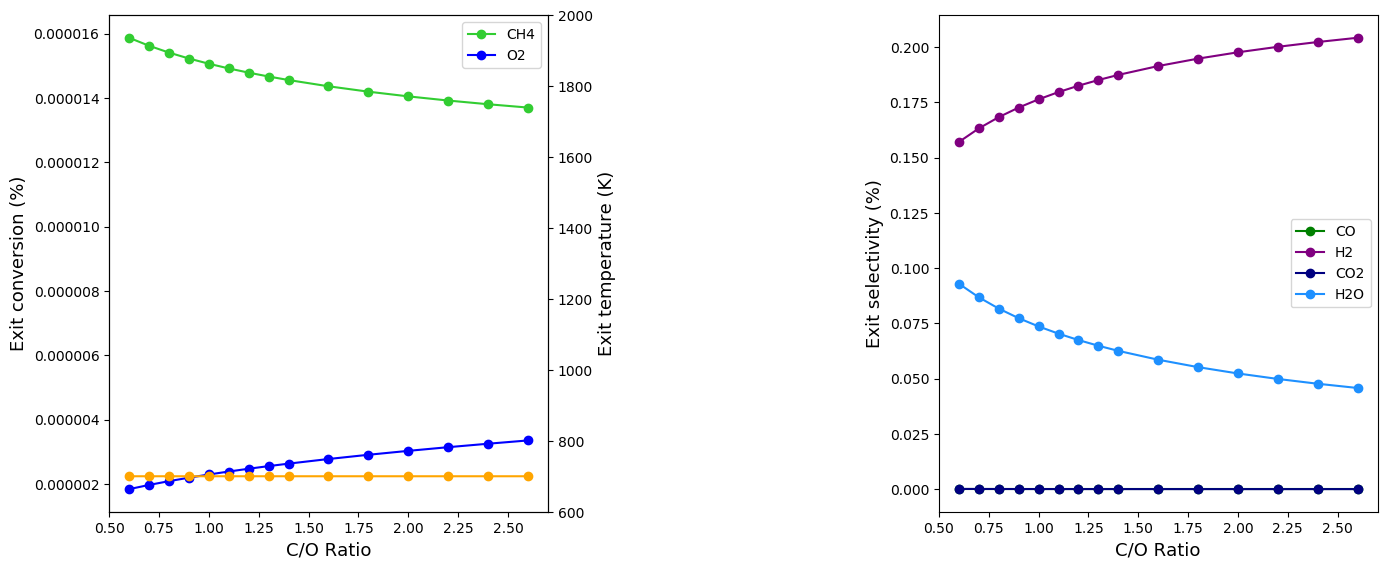 0.000016
0.000014
0.000012
0.000010
0.000008
0.000006
0.000004
0.000002
Exit conversion (%)
CH4
O2
2000
1800
1600
1400
1200
1000
800
600
Exit temperature (K)
0.50 0.75 1.00 1.25 1.50 1.75 2.00 2.25 2.50
C/O Ratio
0.200
0.175
0.150
0.125
0.100
0.075
0.050
0.025
0.000
Exit selectivity (%)
CO
H2
CO2
H2O
0.50 0.75 1.00 1.25 1.50 1.75 2.00 2.25 2.50
C/O Ratio